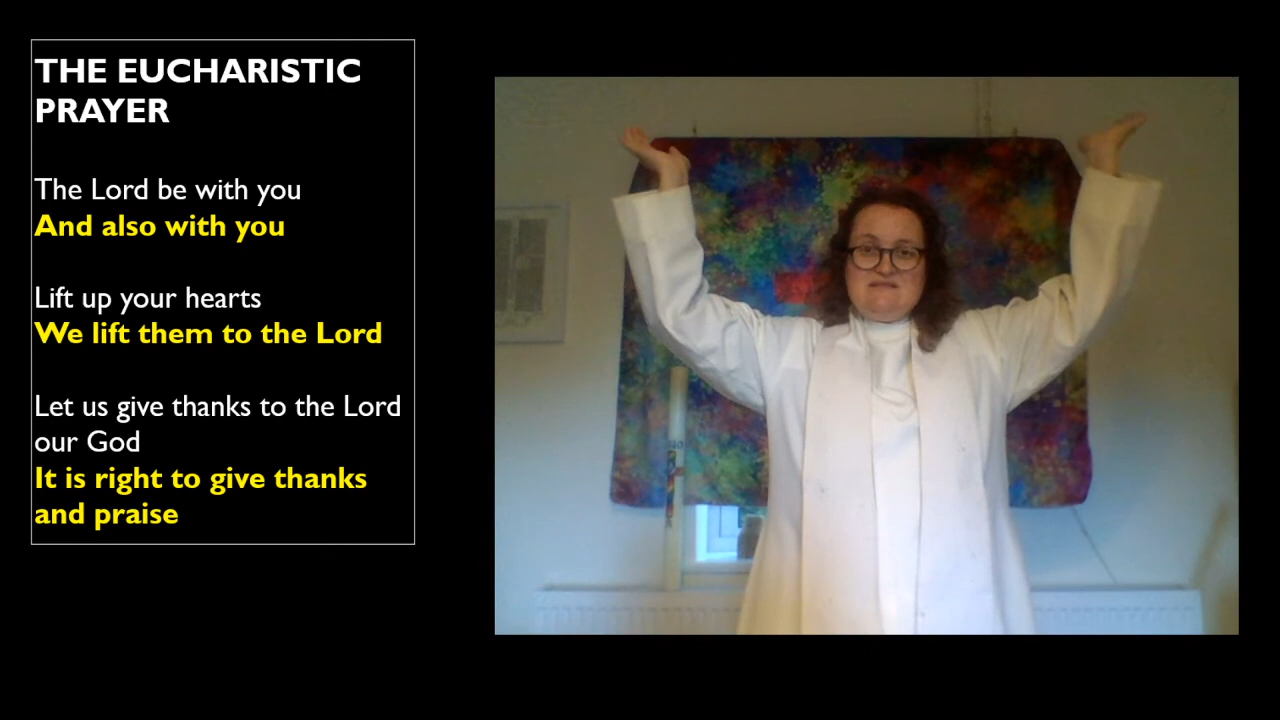 THE EUCHARISTIC
PRAYER
The Lord be with you
And also with you
Lift up your hearts
We lift them to the Lord
Let us give thanks to the Lord
our God
It is right to give thanks
and praise